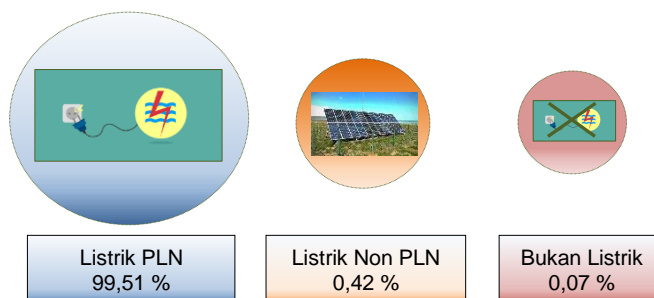 Listrik PLN
99,51 %
Listrik Non PLN
0,42 %
Bukan Listrik
0,07 %